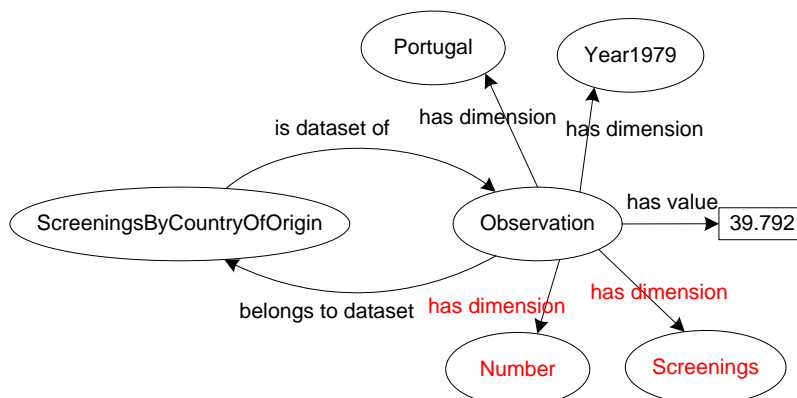 Portugal
Year1979
has dimension
has dimension
is dataset of
ScreeningsByCountryOfOrigin
Observation
has value
39.792
belongs to dataset
has dimension
has dimension
Number
Screenings